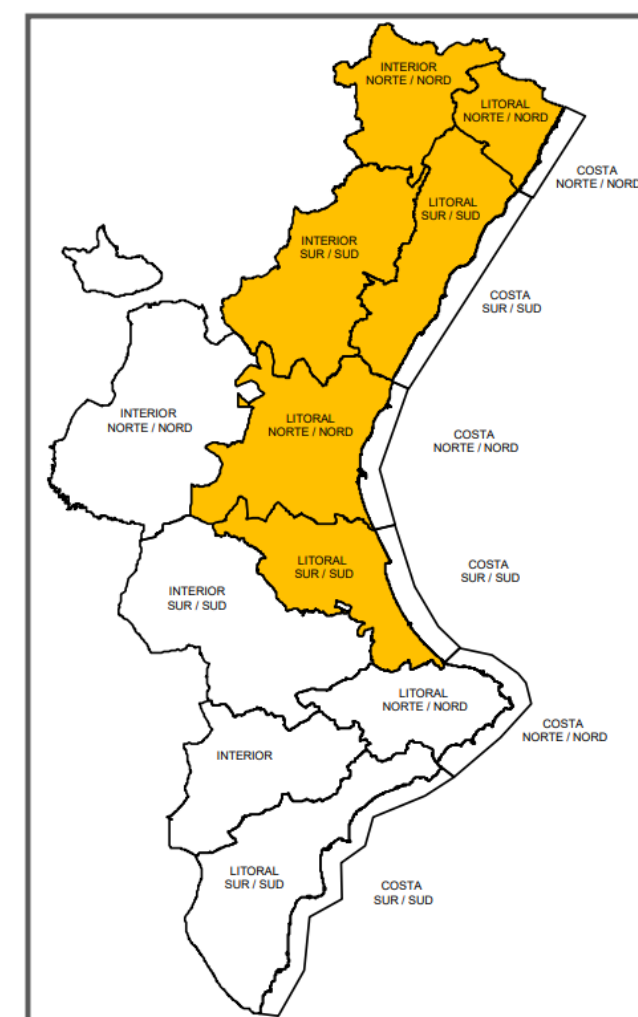 INTERIOR
NORTE / NORD
LITORAL
NORTE / NORD
COSTA
NORTE / NORD
LITORAL
SUR / SUD
INTERIOR
SUR / SUD
COSTA
SUR / SUD
INTERIOR
NORTE / NORD
LITORAL
NORTE / NORD
COSTA
NORTE / NORD
LITORAL
SUR / SUD
COSTA
SUR / SUD
INTERIOR
SUR / SUD
LITORAL
NORTE / NORD
COSTA
NORTE / NORD
INTERIOR
LITORAL
SUR / SUD
COSTA
SUR / SUD